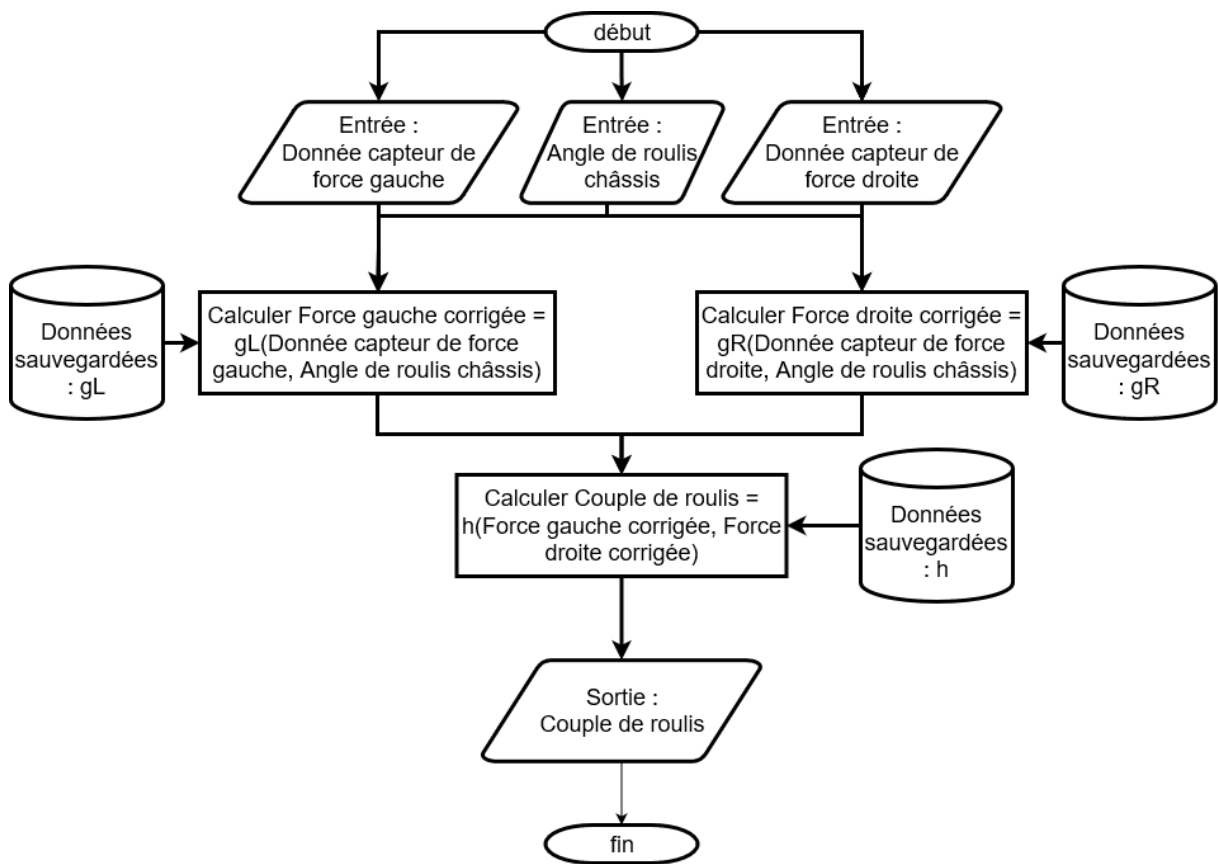 début
Entrée :
Donnée capteur de
force gauche
Entrée :
Angle de roulis
châssis
Entrée :
Donnée capteur de
force droite
Données
sauvegardées
: gL
Calculer Force gauche corrigée =
gL(Donnée capteur de force
gauche, Angle de roulis châssis)
Calculer Force droite corrigée =
gR(Donnée capteur de force
droite, Angle de roulis châssis)
Données
sauvegardées
: gR
Calculer Couple de roulis =
h(Force gauche corrigée, Force
droite corrigée)
Données
sauvegardées
: h
Sortie :
Couple de roulis
fin